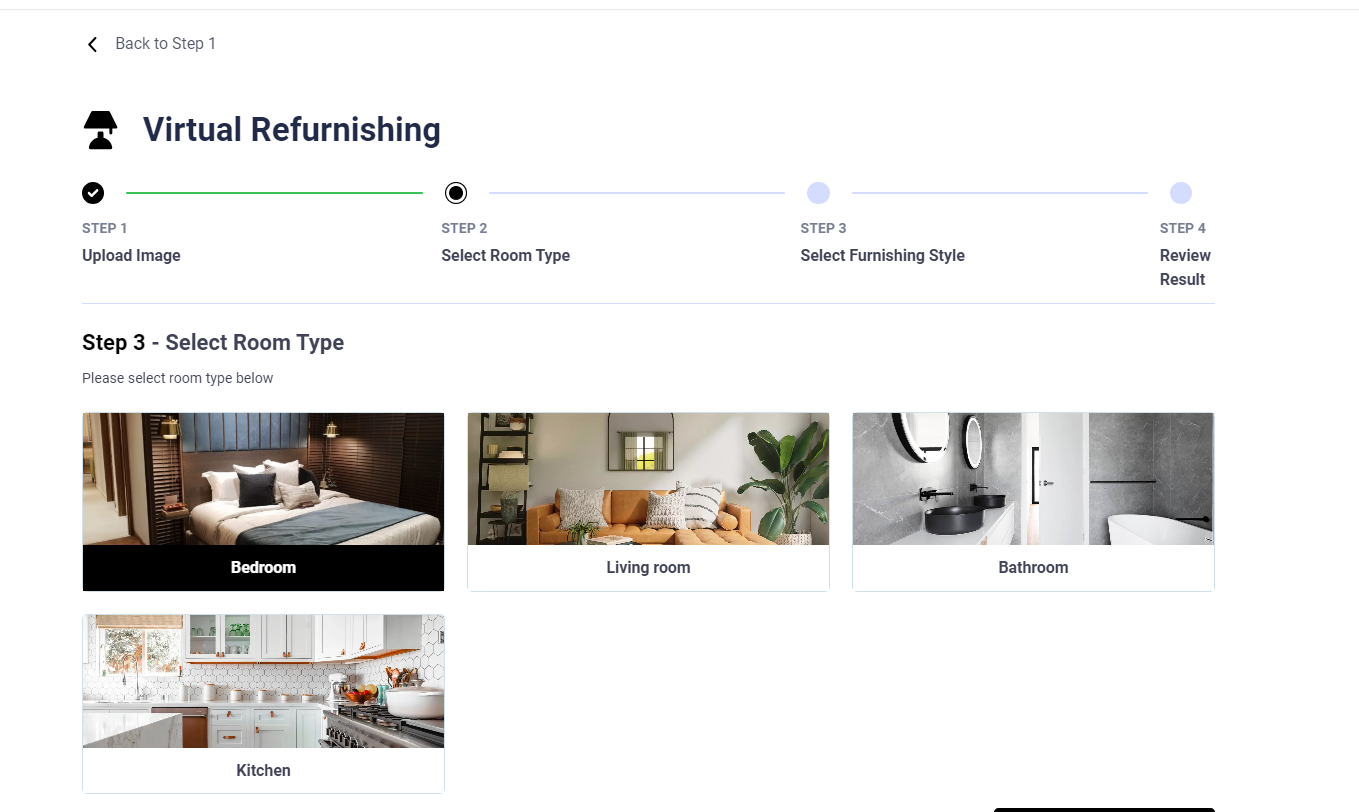 Back to Step 1
Virtual Refurnishing
STEP 1
Upload Image
STEP 2
Select Room Type
STEP 3
Select Furnishing Style
STEP 4
Review
Result
Step 3 - Select Room Type
Please select room type below
Bedroom
Living room
Bathroom
Kitchen